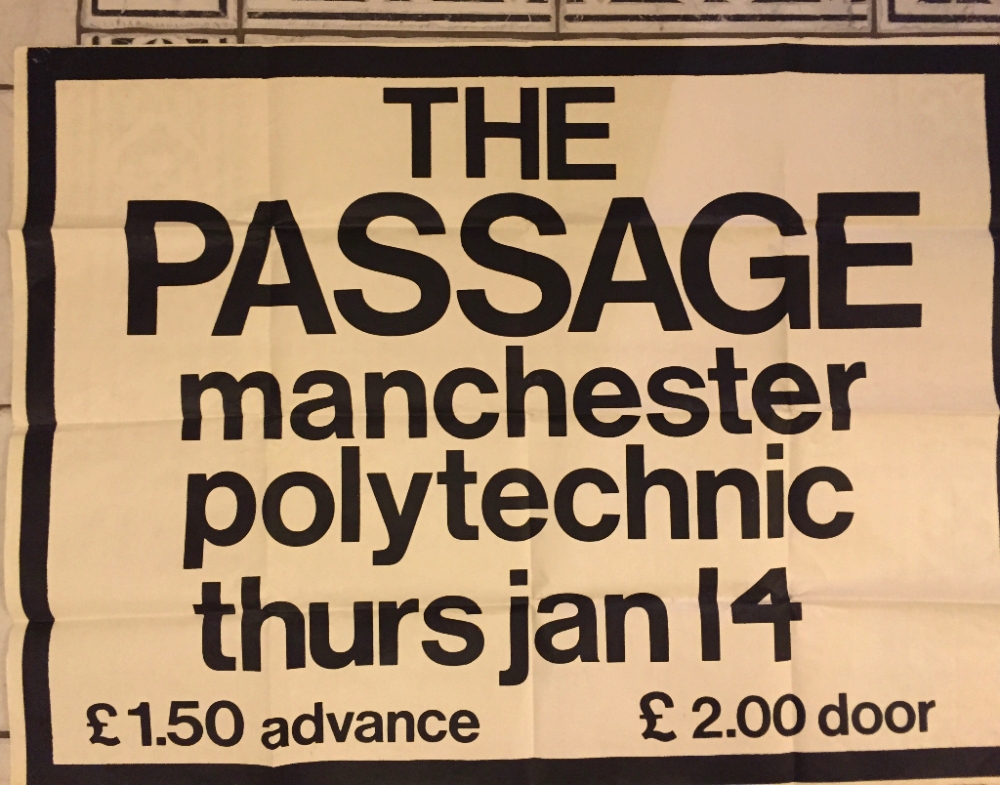 THE
PASSAGE
manchester
polytechnic
thurs jan 14
£1.50 advance £ 2.00 door